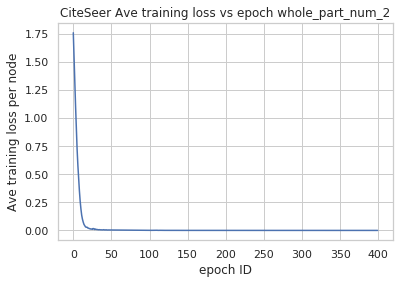 CiteSeer Ave training loss vs epoch whole_part_num_2
Ave training loss per node
1.75
1.50
1.25
1.00
0.75
0.50
0.25
0.00
0 50 100 150 200 250 300 350 400
epoch ID